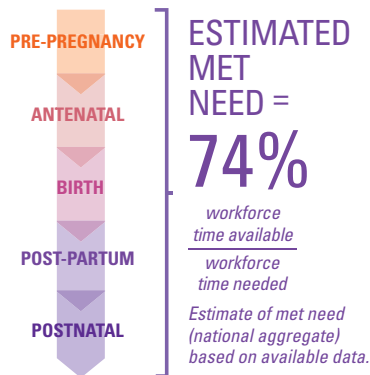 PRE-PREGNANCY
ANTENATAL
BIRTH
POST-PARTUM
POSTNATAL
ESTIMATED
MET
NEED =
74%
workforce
time available
workforce
time needed
Estimate of met need
(national aggregate)
based on available data.